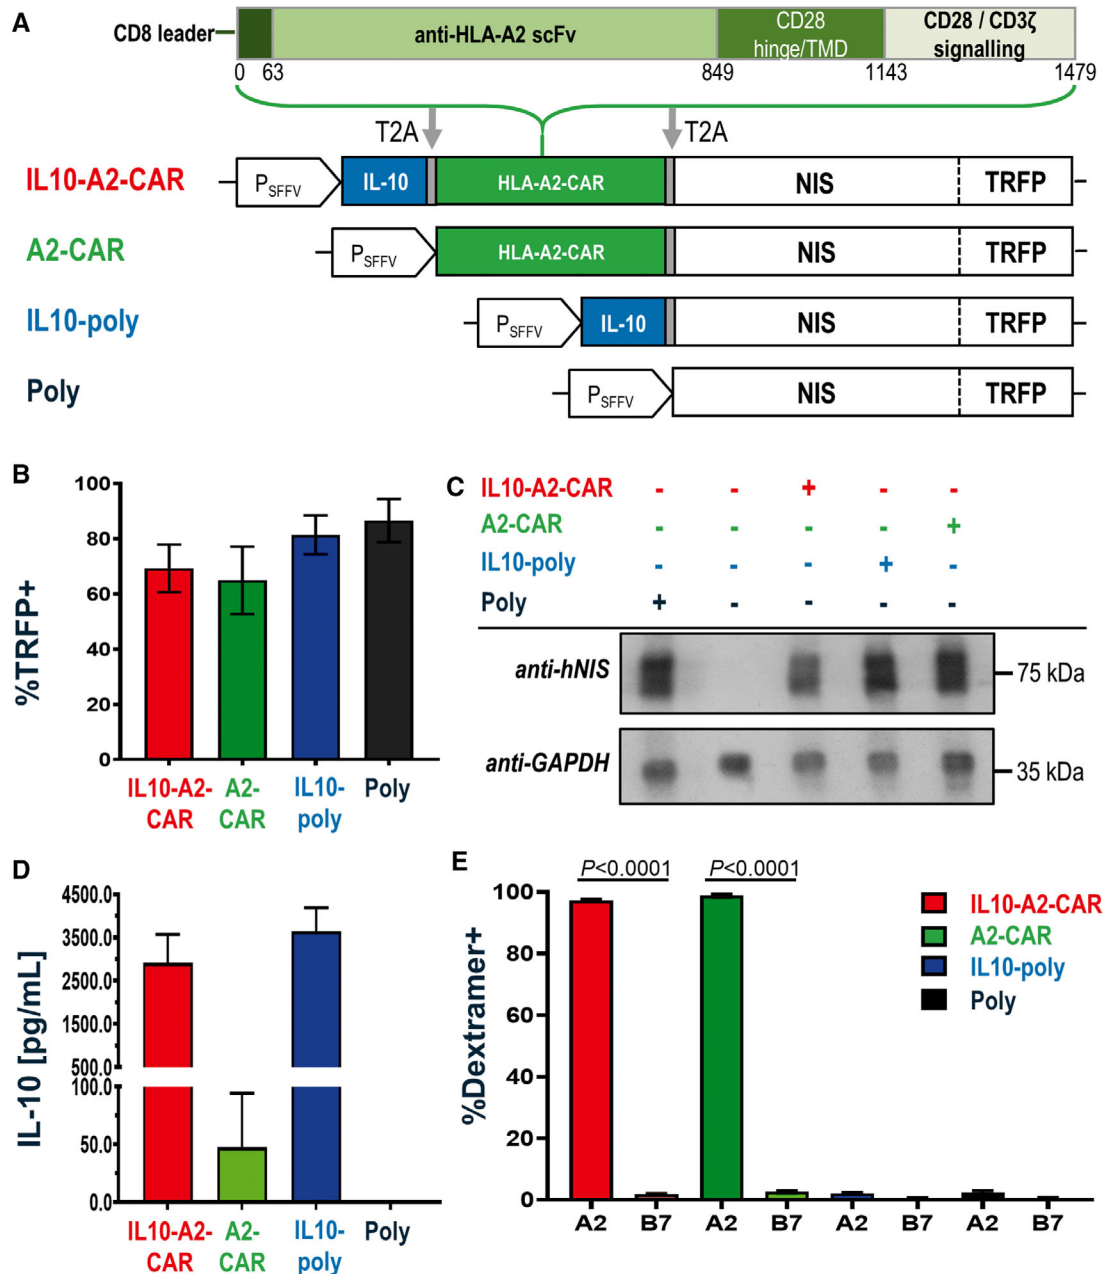 A
CD8 leader
anti-HLA-A2 scFv
CD28
hinge/TMD
CD28 / CD3ζ
signalling
0 63 849 1143 1479
T2A T2A
IL10-A2-CAR
PSFFV IL-10 HLA-A2-CAR NIS TRFP
A2-CAR
PSFFV HLA-A2-CAR NIS TRFP
IL10-poly
PSFFV IL-10 NIS TRFP
Poly
PSFFV NIS TRFP
B
%TRFP+
100
80
60
40
20
0
IL10-A2-
CAR
A2-
CAR
IL10-
poly
Poly
C
IL10-A2-CAR - - + - -
A2-CAR - - - - +
IL10-poly - - - + -
Poly + - - - -
anti-hNIS
75 kDa
anti-GAPDH
35 kDa
D
IL-10 [pg/mL]
4500.0
3500.0
2500.0
1500.0
500.0
100.0
50.0
0.0
IL10-A2-
CAR
A2-
CAR
IL10-
poly
Poly
E
P<0.0001 P<0.0001
%Dextramer+
100
80
60
40
20
0
A2 B7 A2 B7 A2 B7 A2 B7
IL10-A2-CAR
A2-CAR
IL10-poly
Poly